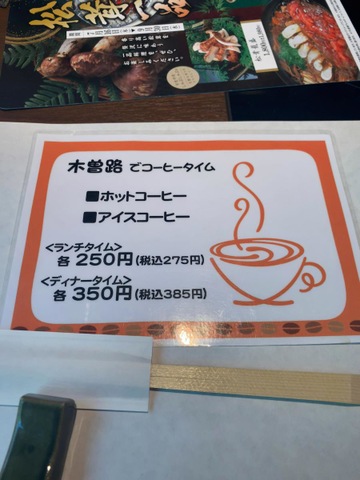 木曽路 でコーヒータイム
■ホットコーヒー
■アイスコーヒー
<ランチタイム>
各 250円(税込275円)
<ディナータイム>
各 350円(税込385円)